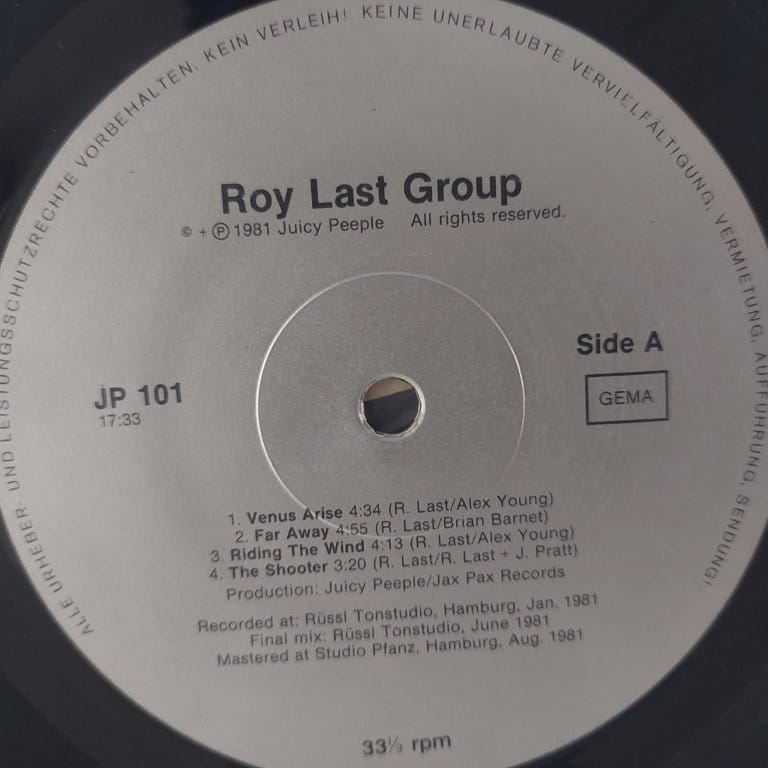 ALLE URHEBER- UND LEISTUNGSSCHUTZRECHTE VORBEHALTEN. KEIN VERLEIH! KEINE UNERLAUBTE VERVIELFÄLTIGUNG, VERMIETUNG, AUFFÜHRUNG, SENDUNG!
Roy Last Group
© + ℗ 1981 Juicy Peeple All rights reserved.
Side A
JP 101
17:33
GEMA
1. Venus Arise 4:34 (R. Last/Alex Young)
2. Far Away 4:55 (R. Last/Brian Barnet)
3. Riding The Wind 4:13 (R. Last/Alex Young)
4. The Shooter 3:20 (R. Last/R. Last + J. Pratt)
Production: Juicy Peeple/Jax Pax Records
Recorded at: Rüssl Tonstudio, Hamburg, Jan. 1981
Final mix: Rüssl Tonstudio, June 1981
Mastered at Studio Pfanz, Hamburg, Aug. 1981
33⅓ rpm